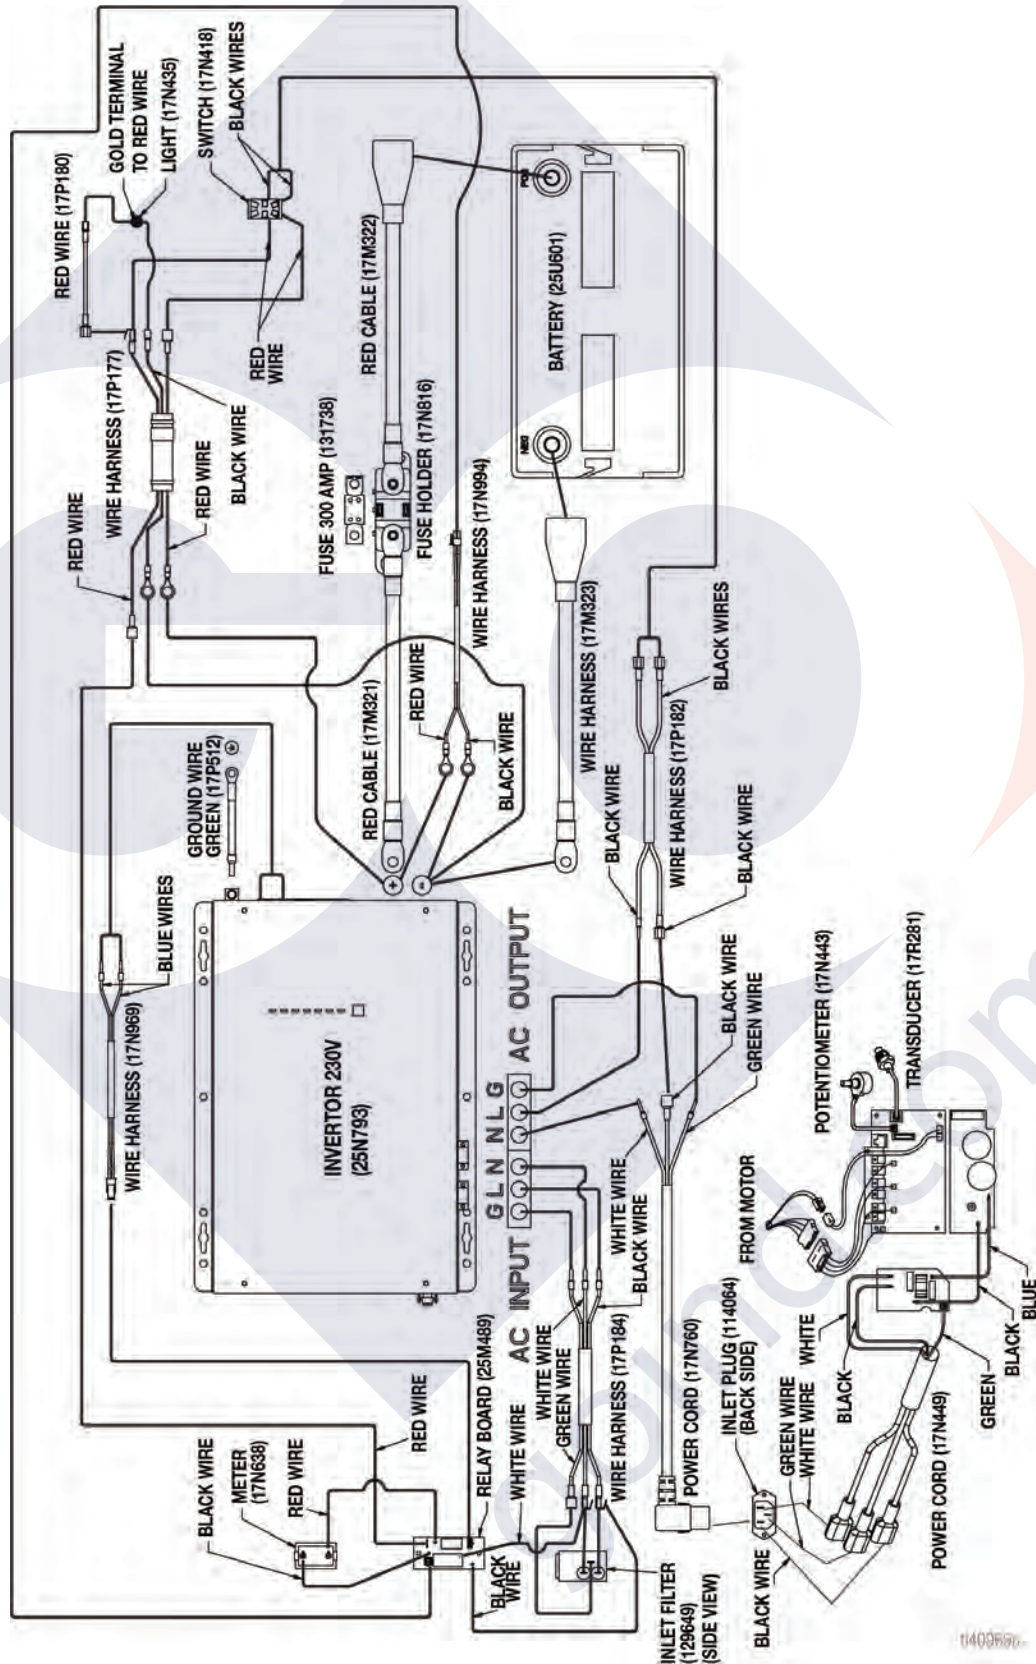 RED WIRE (17P180)
GOLD TERMINAL
TO RED WIRE
LIGHT (17N435)
SWITCH (17N418)
BLACK WIRES
WIRE HARNESS (17P177)
RED WIRE
RED WIRE
BLACK WIRE
RED
WIRE
FUSE 300 AMP (131738)
RED CABLE (17M322)
FUSE HOLDER (17N816)
WIRE HARNESS (17N994)
POS
NEG
BATTERY (25U601)
GROUND WIRE
GREEN (17P512)
RED CABLE (17M321)
RED WIRE
BLACK WIRE
WIRE HARNESS (17M323)
BLACK WIRES
BLUE WIRES
WIRE HARNESS (17N969)
INVERTOR 230V
(25N793)
+
-
BLACK WIRE
WIRE HARNESS (17P182)
BLACK WIRE
AC INPUT
G L N
N L G
AC OUTPUT
BLACK WIRE
GREEN WIRE
WHITE WIRE
BLACK WIRE
BLACK WIRE
METER
(17N638)
RED WIRE
RED WIRE
RELAY BOARD (25M489)
WHITE WIRE
WHITE WIRE
GREEN WIRE
WIRE HARNESS (17P184)
BLACK
WIRE
INLET FILTER
(129649)
(SIDE VIEW)
POWER CORD (17N760)
INLET PLUG (114064)
(BACK SIDE)
GREEN WIRE
WHITE WIRE
BLACK WIRE
FROM MOTOR
POTENTIOMETER (17N443)
TRANSDUCER (17R281)
WHITE
BLACK
POWER CORD (17N449)
GREEN
BLACK
BLUE